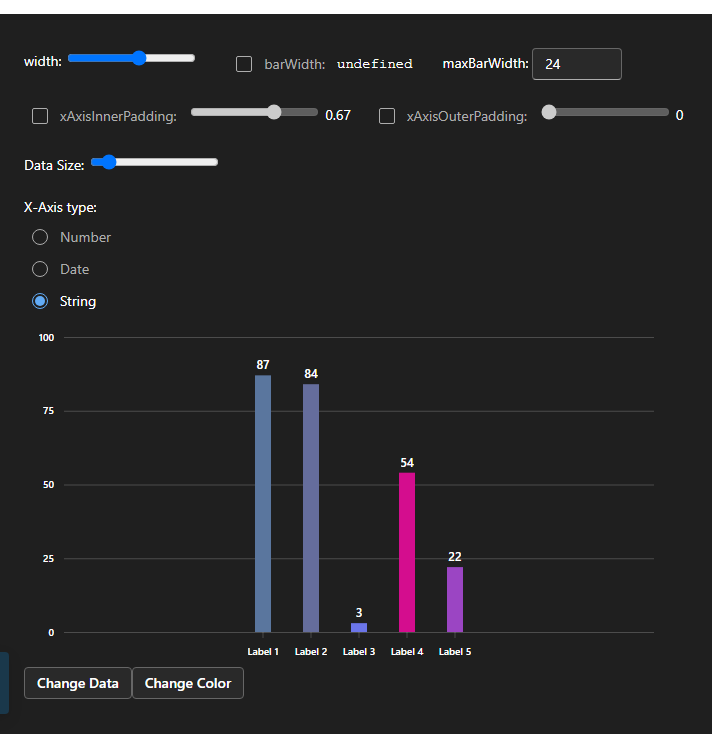 width: barWidth: undefined maxBarWidth: 24
xAxisInnerPadding: 0.67 xAxisOuterPadding: 0
Data Size:
X-Axis type:
Number
Date
String
100
87
84
75
54
50
22
25
3
0
Label 1 Label 2 Label 3 Label 4 Label 5
Change Data Change Color